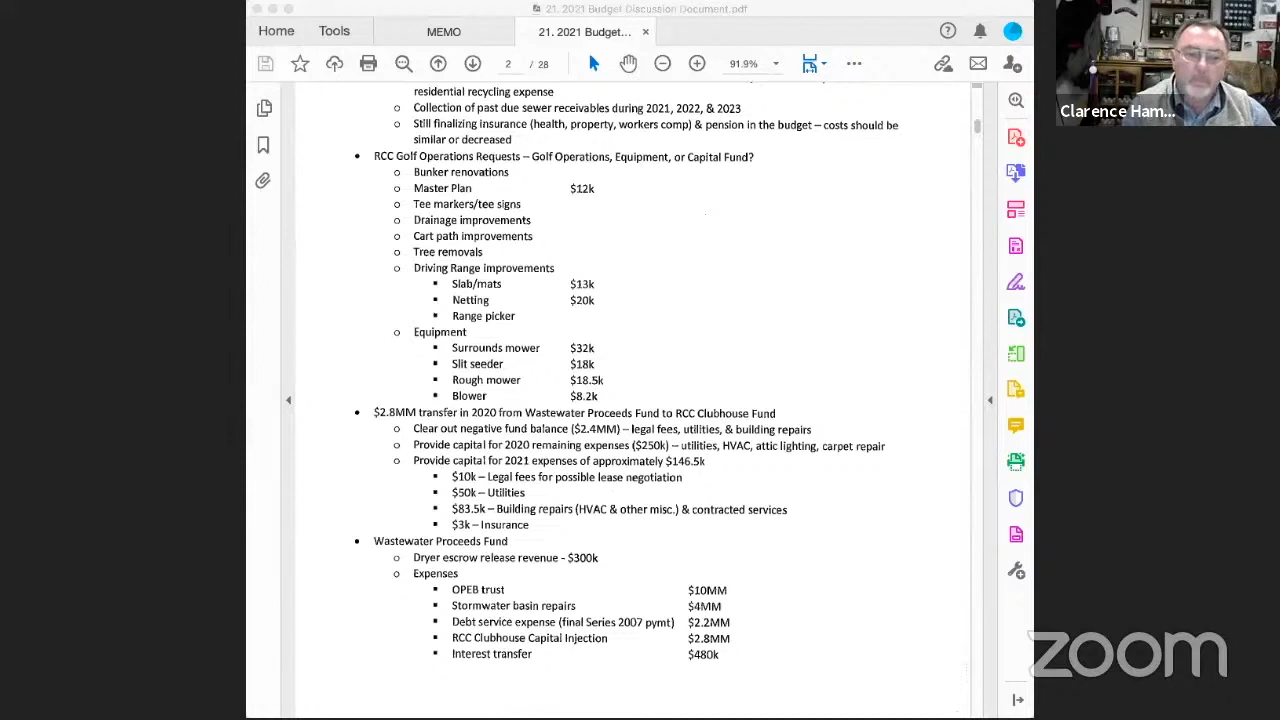 21. 2021 Budget Discussion Document.pdf
Home
Tools
MEMO
21. 2021 Budget...
2 / 28
91.9%
residential recycling expense
Collection of past due sewer receivables during 2021, 2022, & 2023
Still finalizing insurance (health, property, workers comp) & pension in the budget – costs should be
similar or decreased
RCC Golf Operations Requests – Golf Operations, Equipment, or Capital Fund?
Bunker renovations
Master Plan $12k
Tee markers/tee signs
Drainage improvements
Cart path improvements
Tree removals
Driving Range improvements
Slab/mats $13k
Netting $20k
Range picker
Equipment
Surrounds mower $32k
Slit seeder $18k
Rough mower $18.5k
Blower $8.2k
$2.8MM transfer in 2020 from Wastewater Proceeds Fund to RCC Clubhouse Fund
Clear out negative fund balance ($2.4MM) – legal fees, utilities, & building repairs
Provide capital for 2020 remaining expenses ($250k) – utilities, HVAC, attic lighting, carpet repair
Provide capital for 2021 expenses of approximately $146.5k
$10k – Legal fees for possible lease negotiation
$50k – Utilities
$83.5k – Building repairs (HVAC & other misc.) & contracted services
$3k – Insurance
Wastewater Proceeds Fund
Dryer escrow release revenue - $300k
Expenses
OPEB trust $10MM
Stormwater basin repairs $4MM
Debt service expense (final Series 2007 pymt) $2.2MM
RCC Clubhouse Capital Injection $2.8MM
Interest transfer $480k
Clarence Ham...
zoom